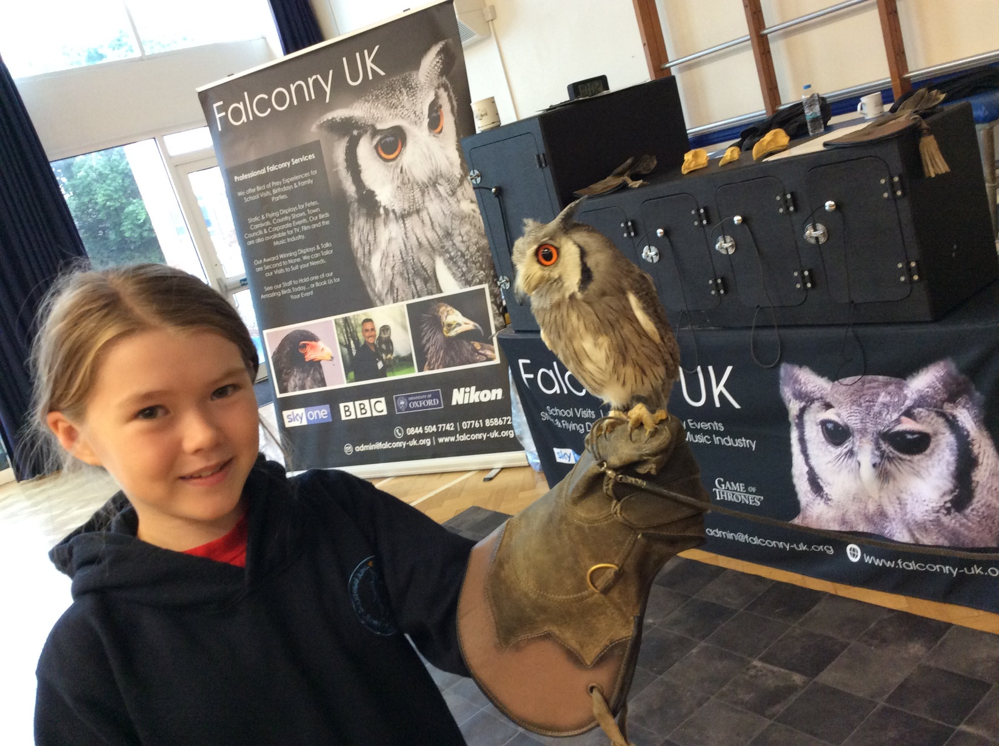 Falconry UK
Professional Falconry Services
We offer Bird of Prey Experiences for
School Visits, Birthdays & Family
Parties.
Static & Flying Displays for Fetes,
Carnivals, Country Shows, Town
Councils & Corporate Events. Our Birds
are also available for TV, Film and the
Music Industry.
Our Award Winning Displays & Talks
are Second to None. We can Tailor
our Visits to Suit your Needs.
See our Staff to Hold one of our
Amazing Birds Today... or Book Us for
Your Event
sky one
BBC
UNIVERSITY OF
OXFORD
Nikon
0844 504 7742 | 07761 858672
admin@falconry-uk.org | www.falconry-uk.org
Falc UK
School Visits | Events
& Flying D Music Industry
sky
GAME OF
THRONES
admin@falconry-uk.org www.falconry-uk.o